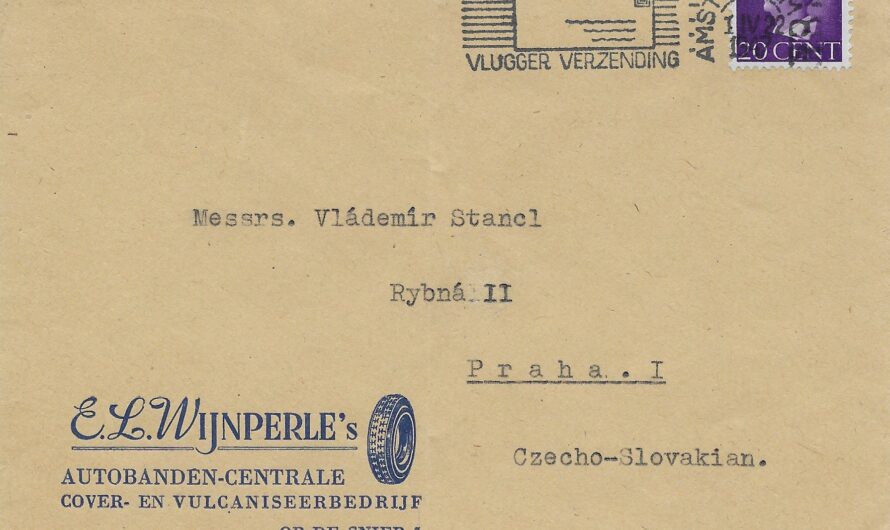 VLUGGER VERZENDING
20 CENT
Messrs. Vládemír Stancl
Rybná II
Praha. I
Czecho-Slovakian.
E.L. WIJNPERLE's
AUTOBANDEN-CENTRALE
COVER- EN VULCANISEERBEDRIJF